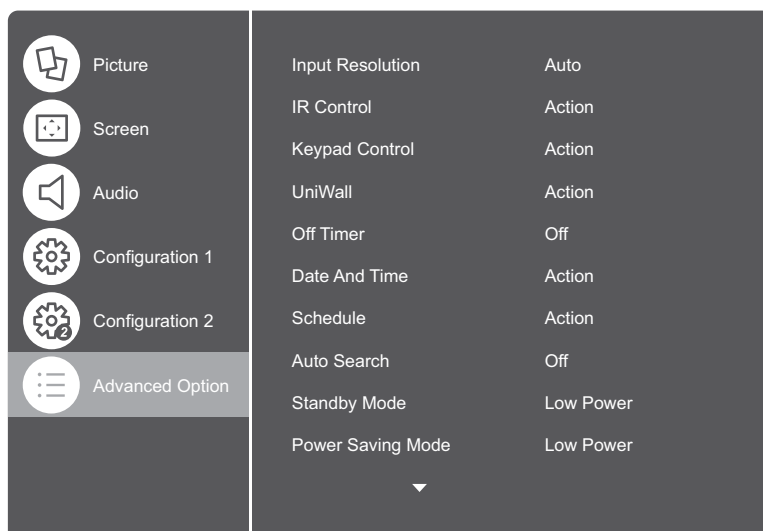 Picture
Screen
Audio
Configuration 1
Configuration 2
2
Advanced Option
Input Resolution Auto
IR Control Action
Keypad Control Action
UniWall Action
Off Timer Off
Date And Time Action
Schedule Action
Auto Search Off
Standby Mode Low Power
Power Saving Mode Low Power